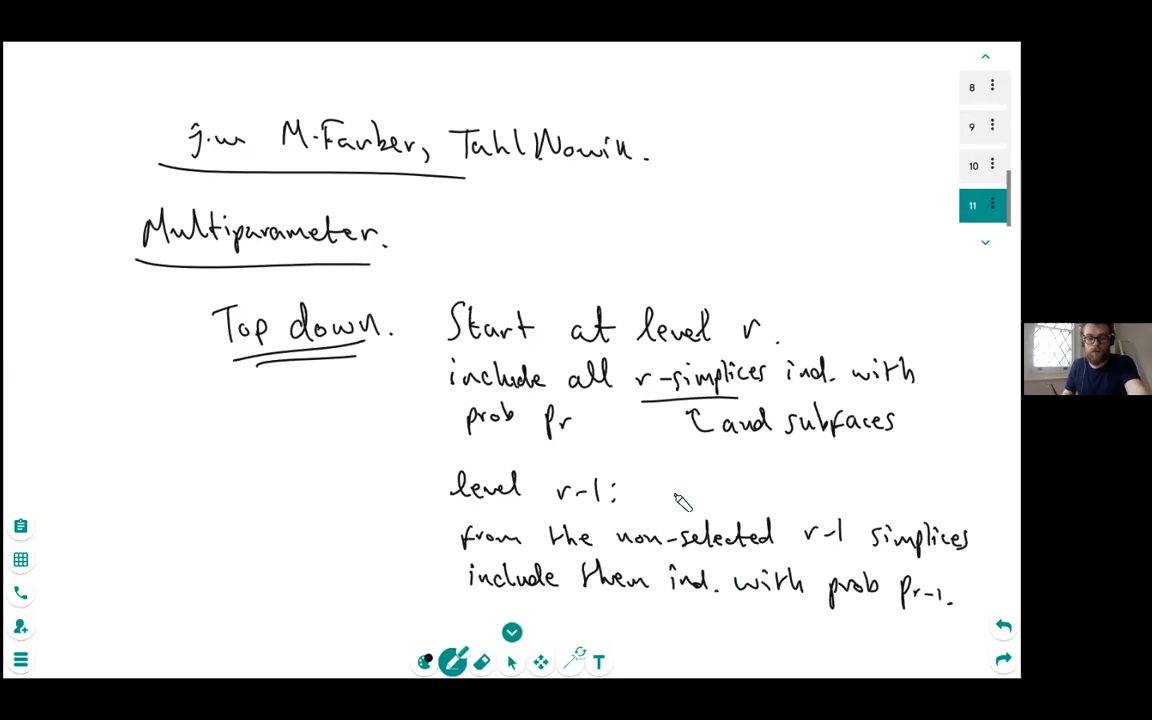 j.w M.Farber, Tahl Nowik.
Multiparameter.
Top down. Start at level r.
include all r-simplices ind. with
prob pr ↑ and subfaces
level r-1:
from the non-selected r-1 simplices
include them ind. with prob pr-1.
8
9
10
11
T